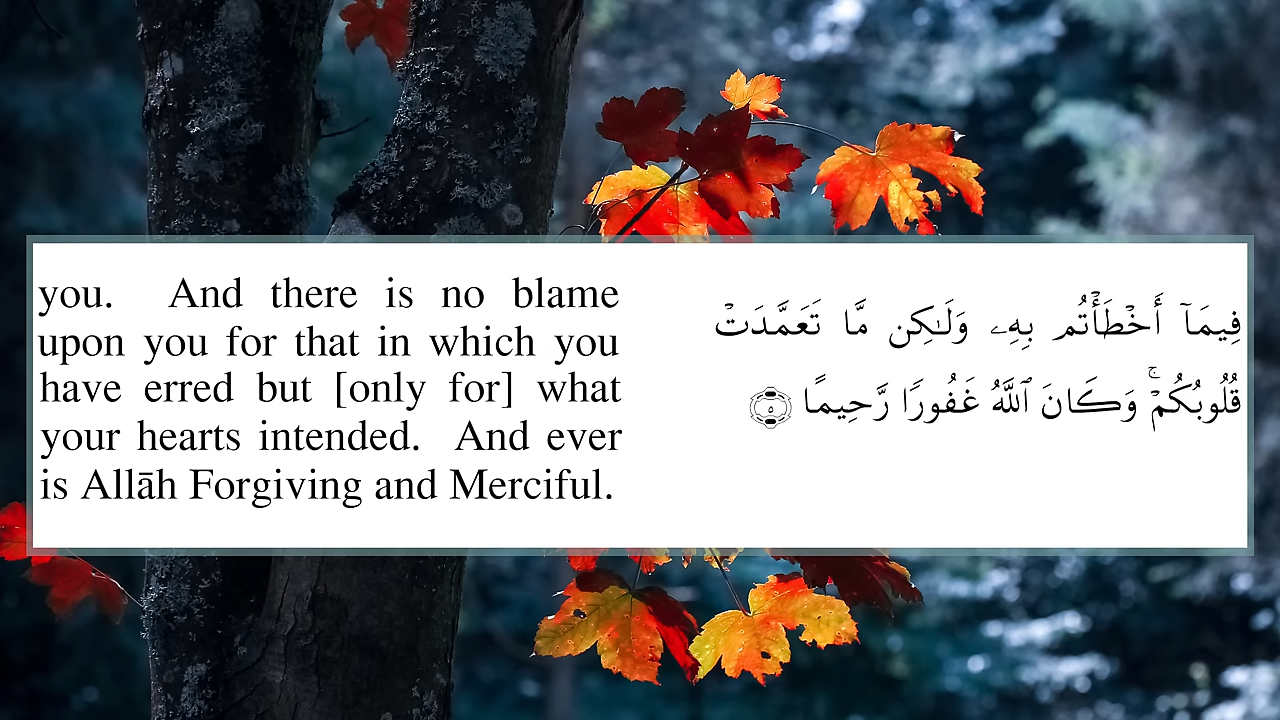 you. And there is no blame
upon you for that in which you
have erred but [only for] what
your hearts intended. And ever
is Allāh Forgiving and Merciful.
فِيمَآ أَخْطَأْتُم بِهِۦ وَلَـٰكِن مَّا تَعَمَّدَتْ
قُلُوبُكُمْ ۚ وَكَانَ ٱللَّهُ غَفُورًا رَّحِيمًا ٥